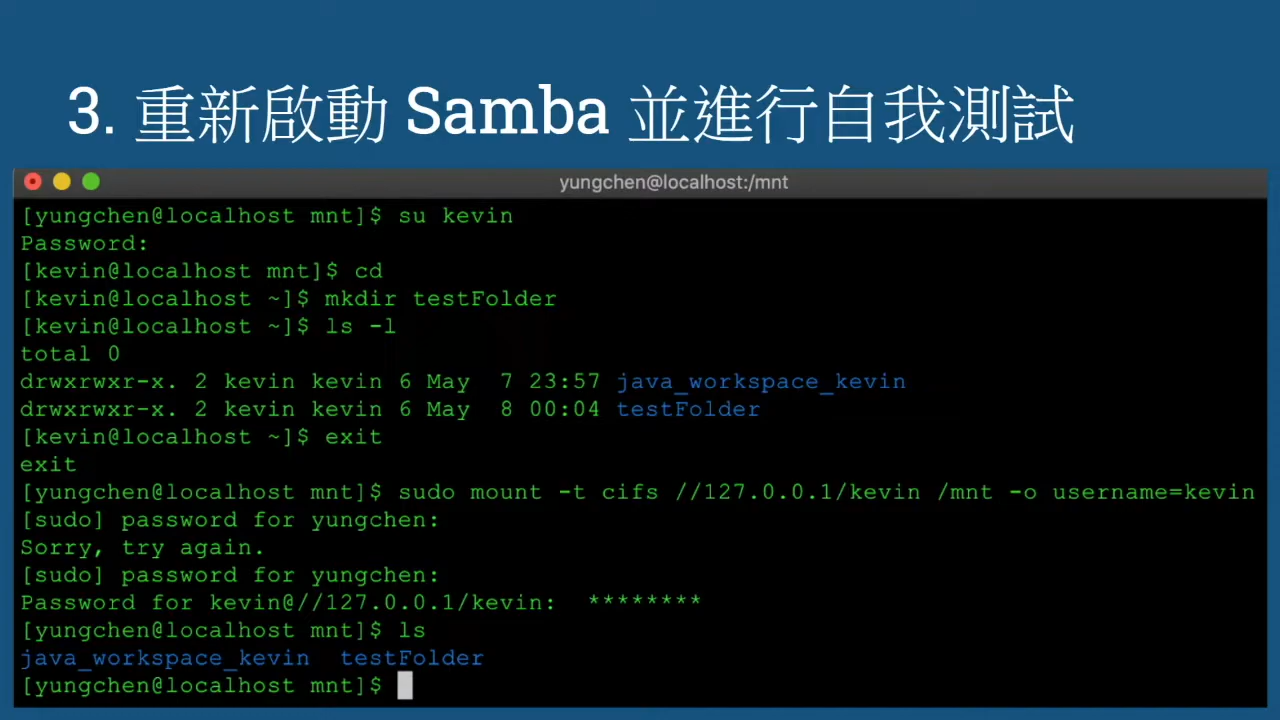 3. 重新啟動 Samba 並進行自我測試
yungchen@localhost:/mnt
[yungchen@localhost mnt]$ su kevin
Password:
[kevin@localhost mnt]$ cd
[kevin@localhost ~]$ mkdir testFolder
[kevin@localhost ~]$ ls -l
total 0
drwxrwxr-x. 2 kevin kevin 6 May  7 23:57 java_workspace_kevin
drwxrwxr-x. 2 kevin kevin 6 May  8 00:04 testFolder
[kevin@localhost ~]$ exit
exit
[yungchen@localhost mnt]$ sudo mount -t cifs //127.0.0.1/kevin /mnt -o username=kevin
[sudo] password for yungchen:
Sorry, try again.
[sudo] password for yungchen:
Password for kevin@//127.0.0.1/kevin:  ********
[yungchen@localhost mnt]$ ls
java_workspace_kevin  testFolder
[yungchen@localhost mnt]$